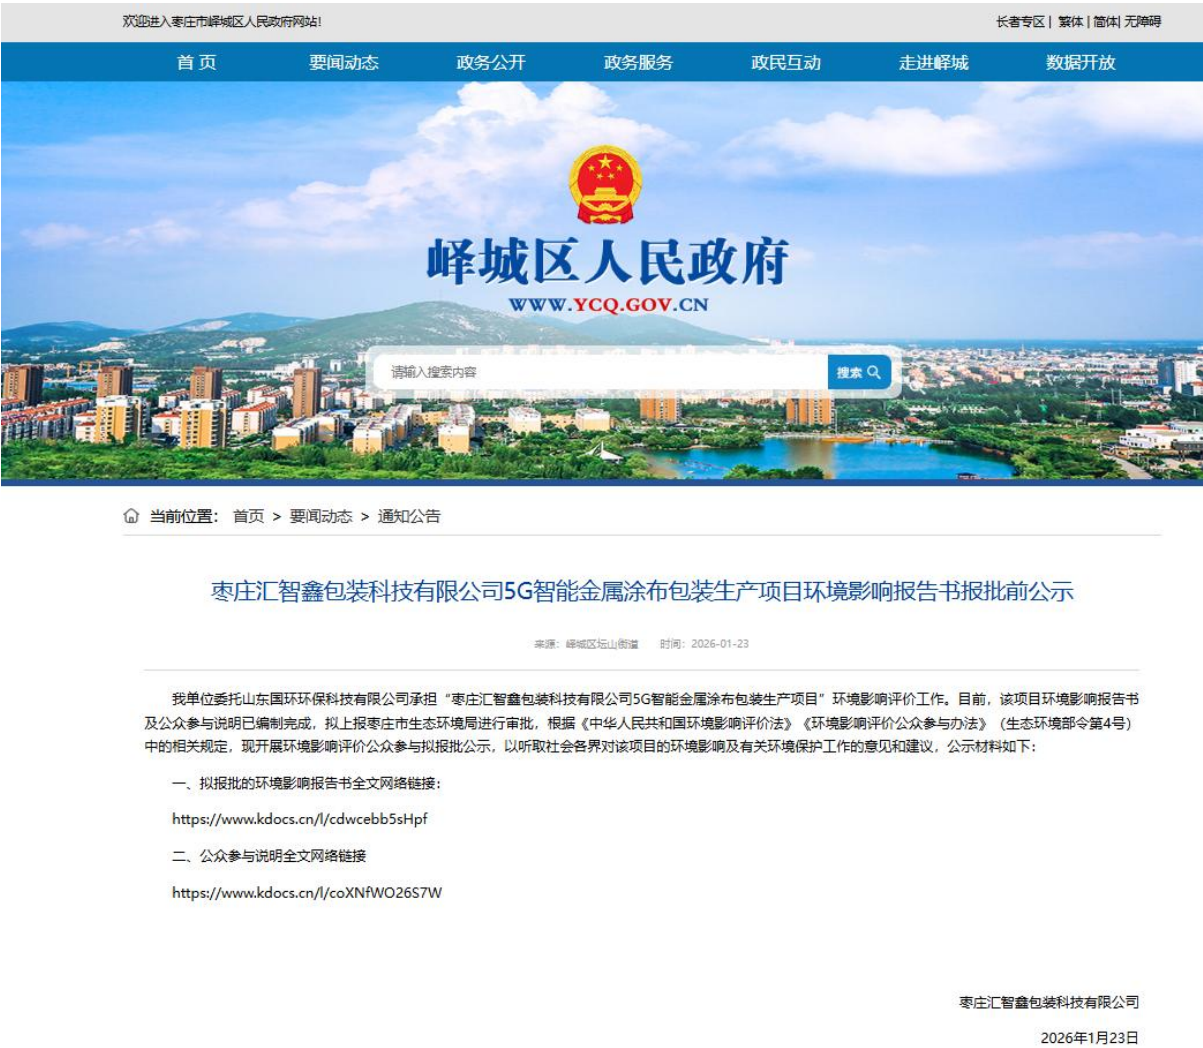 欢迎进入枣庄市峄城区人民政府网站!
长者专区 | 繁体 | 简体 | 无障碍
首 页 要闻动态 政务公开 政务服务 政民互动 走进峄城 数据开放
峄城区人民政府
WWW.YCQ.GOV.CN
请输入搜索内容
搜索
当前位置： 首页 > 要闻动态 > 通知公告
枣庄汇智鑫包装科技有限公司5G智能金属涂布包装生产项目环境影响报告书报批前公示
来源：峄城区坛山街道 时间：2026-01-23
我单位委托山东国环环保科技有限公司承担“枣庄汇智鑫包装科技有限公司5G智能金属涂布包装生产项目”环境影响评价工作。目前，该项目环境影响报告书
及公众参与说明已编制完成，拟上报枣庄市生态环境局进行审批，根据《中华人民共和国环境影响评价法》《环境影响评价公众参与办法》（生态环境部令第4号）
中的相关规定，现开展环境影响评价公众参与拟报批公示，以听取社会各界对该项目的环境影响及有关环境保护工作的意见和建议，公示材料如下：
一、拟报批的环境影响报告书全文网络链接：
https://www.kdocs.cn/l/cdwcebb5sHpf
二、公众参与说明全文网络链接
https://www.kdocs.cn/l/coXNfWO26S7W
枣庄汇智鑫包装科技有限公司
2026年1月23日